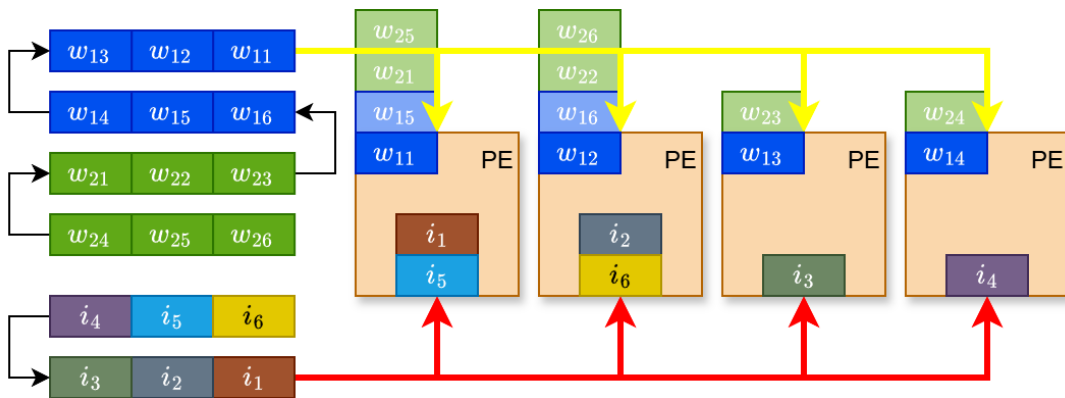 w₂₅ w₂₆
w₁₃ w₁₂ w₁₁
w₂₁ w₂₂
w₁₄ w₁₅ w₁₆
w₁₅ w₁₆ w₂₃ w₂₄
w₁₁ PE w₁₂ PE w₁₃ PE w₁₄ PE
w₂₁ w₂₂ w₂₃
w₂₄ w₂₅ w₂₆
i₁ i₂
i₅ i₆ i₃ i₄
i₄ i₅ i₆
i₃ i₂ i₁